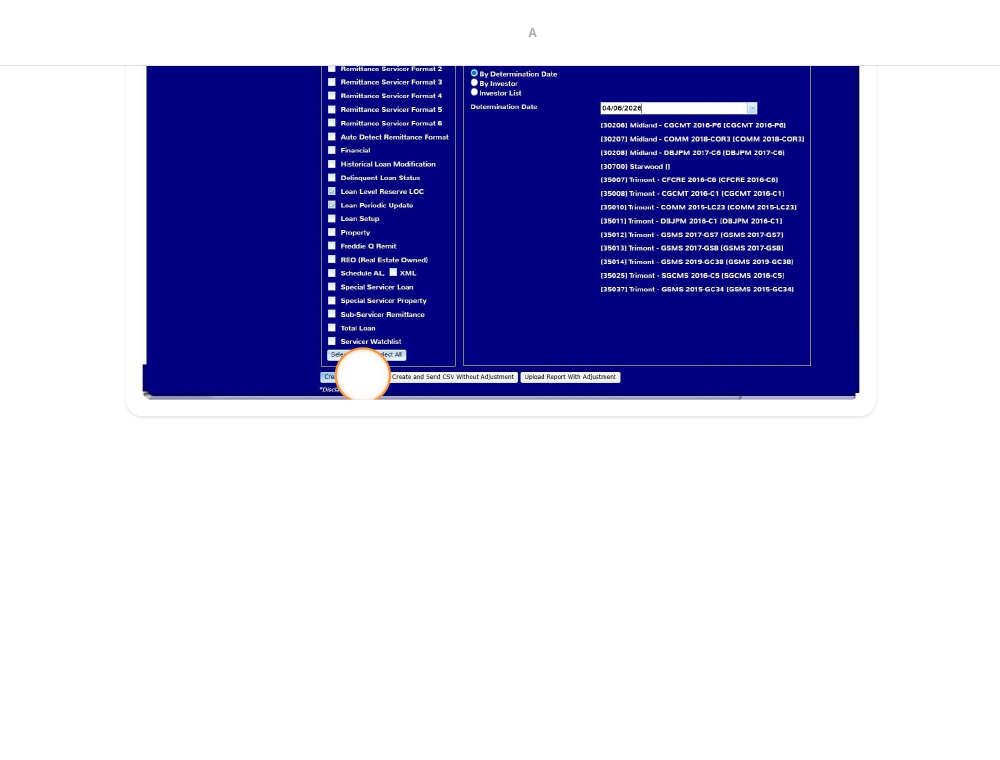 A
Remittance Servicer Format 2
Remittance Servicer Format 3
Remittance Servicer Format 4
Remittance Servicer Format 5
Remittance Servicer Format 6
Auto Detect Remittance Format
Financial
Historical Loan Modification
Delinquent Loan Status
Loan Level Reserve LOC
Loan Periodic Update
Loan Setup
Property
Freddie Q Remit
REO (Real Estate Owned)
Schedule AL, XML
Special Servicer Loan
Special Servicer Property
Sub-Servicer Remittance
Total Loan
Servicer Watchlist
All
By Determination Date
By Investor
Investor List
Determination Date
04/06/2026
[30206] Midland - CGCMT 2016-P6 [CGCMT 2016-P6]
[30207] Midland - COMM 2018-COR3 [COMM 2018-COR3]
[30208] Midland - DBJPM 2017-C6 [DBJPM 2017-C6]
[30700] Starwood []
[35007] Trimont - CFCRE 2016-C6 [CFCRE 2016-C6]
[35008] Trimont - CGCMT 2016-C1 [CGCMT 2016-C1]
[35010] Trimont - COMM 2015-LC23 [COMM 2015-LC23]
[35011] Trimont - DBJPM 2016-C1 [DBJPM 2016-C1]
[35012] Trimont - GSMS 2017-GS7 [GSMS 2017-GS7]
[35013] Trimont - GSMS 2017-GS8 [GSMS 2017-GS8]
[35014] Trimont - GSMS 2019-GC38 [GSMS 2019-GC38]
[35025] Trimont - SGCMS 2016-C5 [SGCMS 2016-C5]
[35037] Trimont - GSMS 2015-GC34 [GSMS 2015-GC34]
Create and Send CSV Without Adjustment
Upload Report With Adjustment